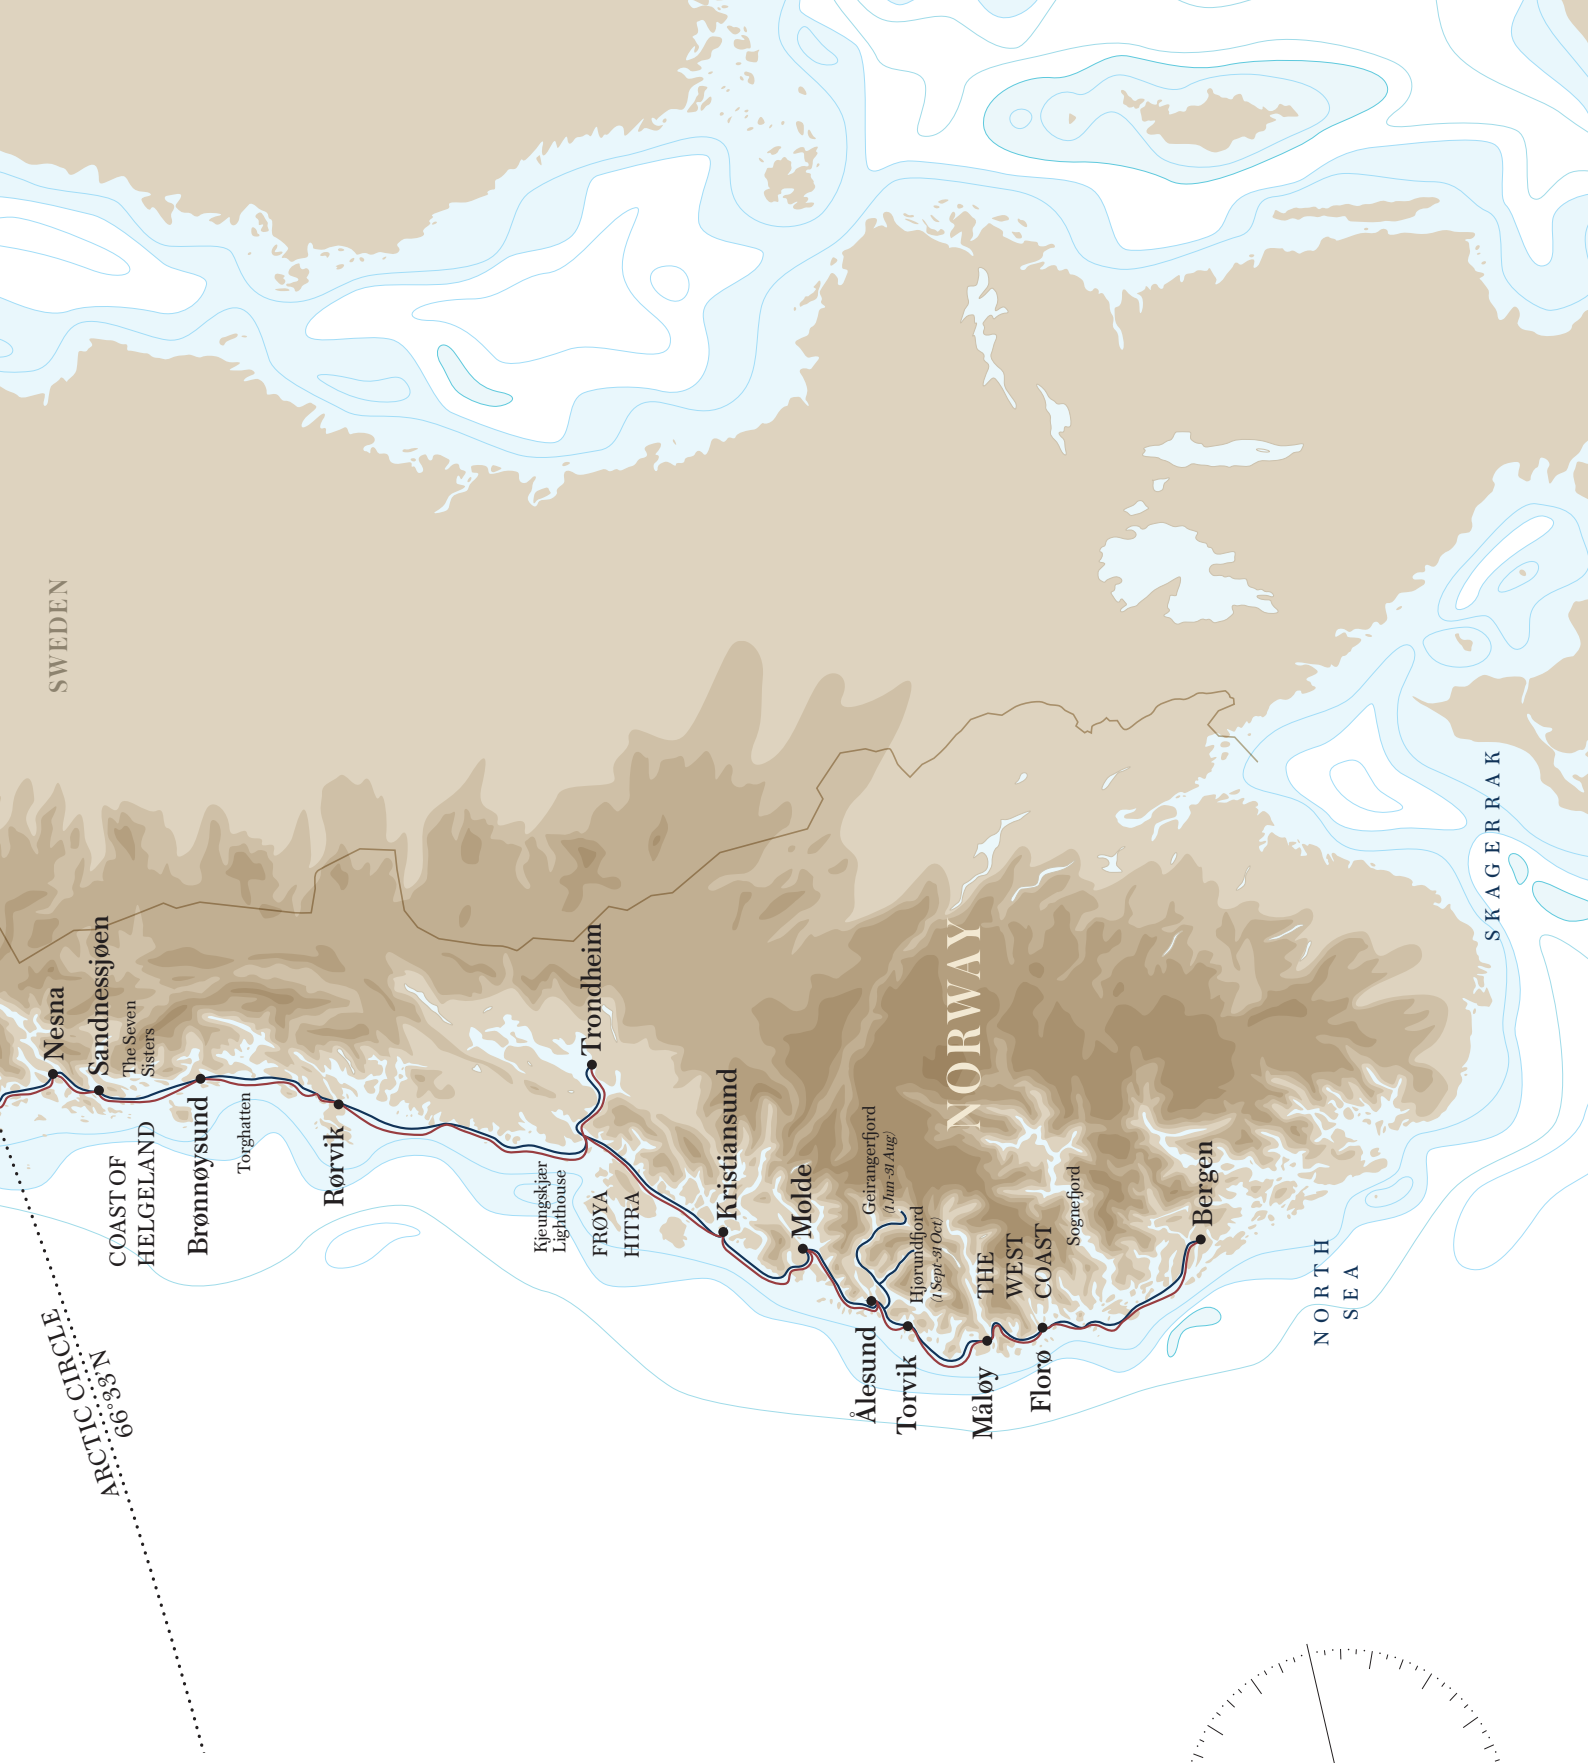 SWEDEN
Nesna
Sandnessjøen
The Seven
Sisters
COAST OF
HELGELAND
Brønnøysund
Torghatten
Rørvik
ARCTIC CIRCLE
66°33'N
Trondheim
Kjeungskjær
Lighthouse
FRØYA
HITRA
Kristiansund
Molde
Geirangerfjord
(1 Jun-31 Aug)
Hjørundfjord
(1 Sept-31 Oct)
Ålesund
Torvik
NORWAY
Måløy
THE
WEST
COAST
Florø
Sognefjord
Bergen
NORTH
SEA
SKAGERRAK